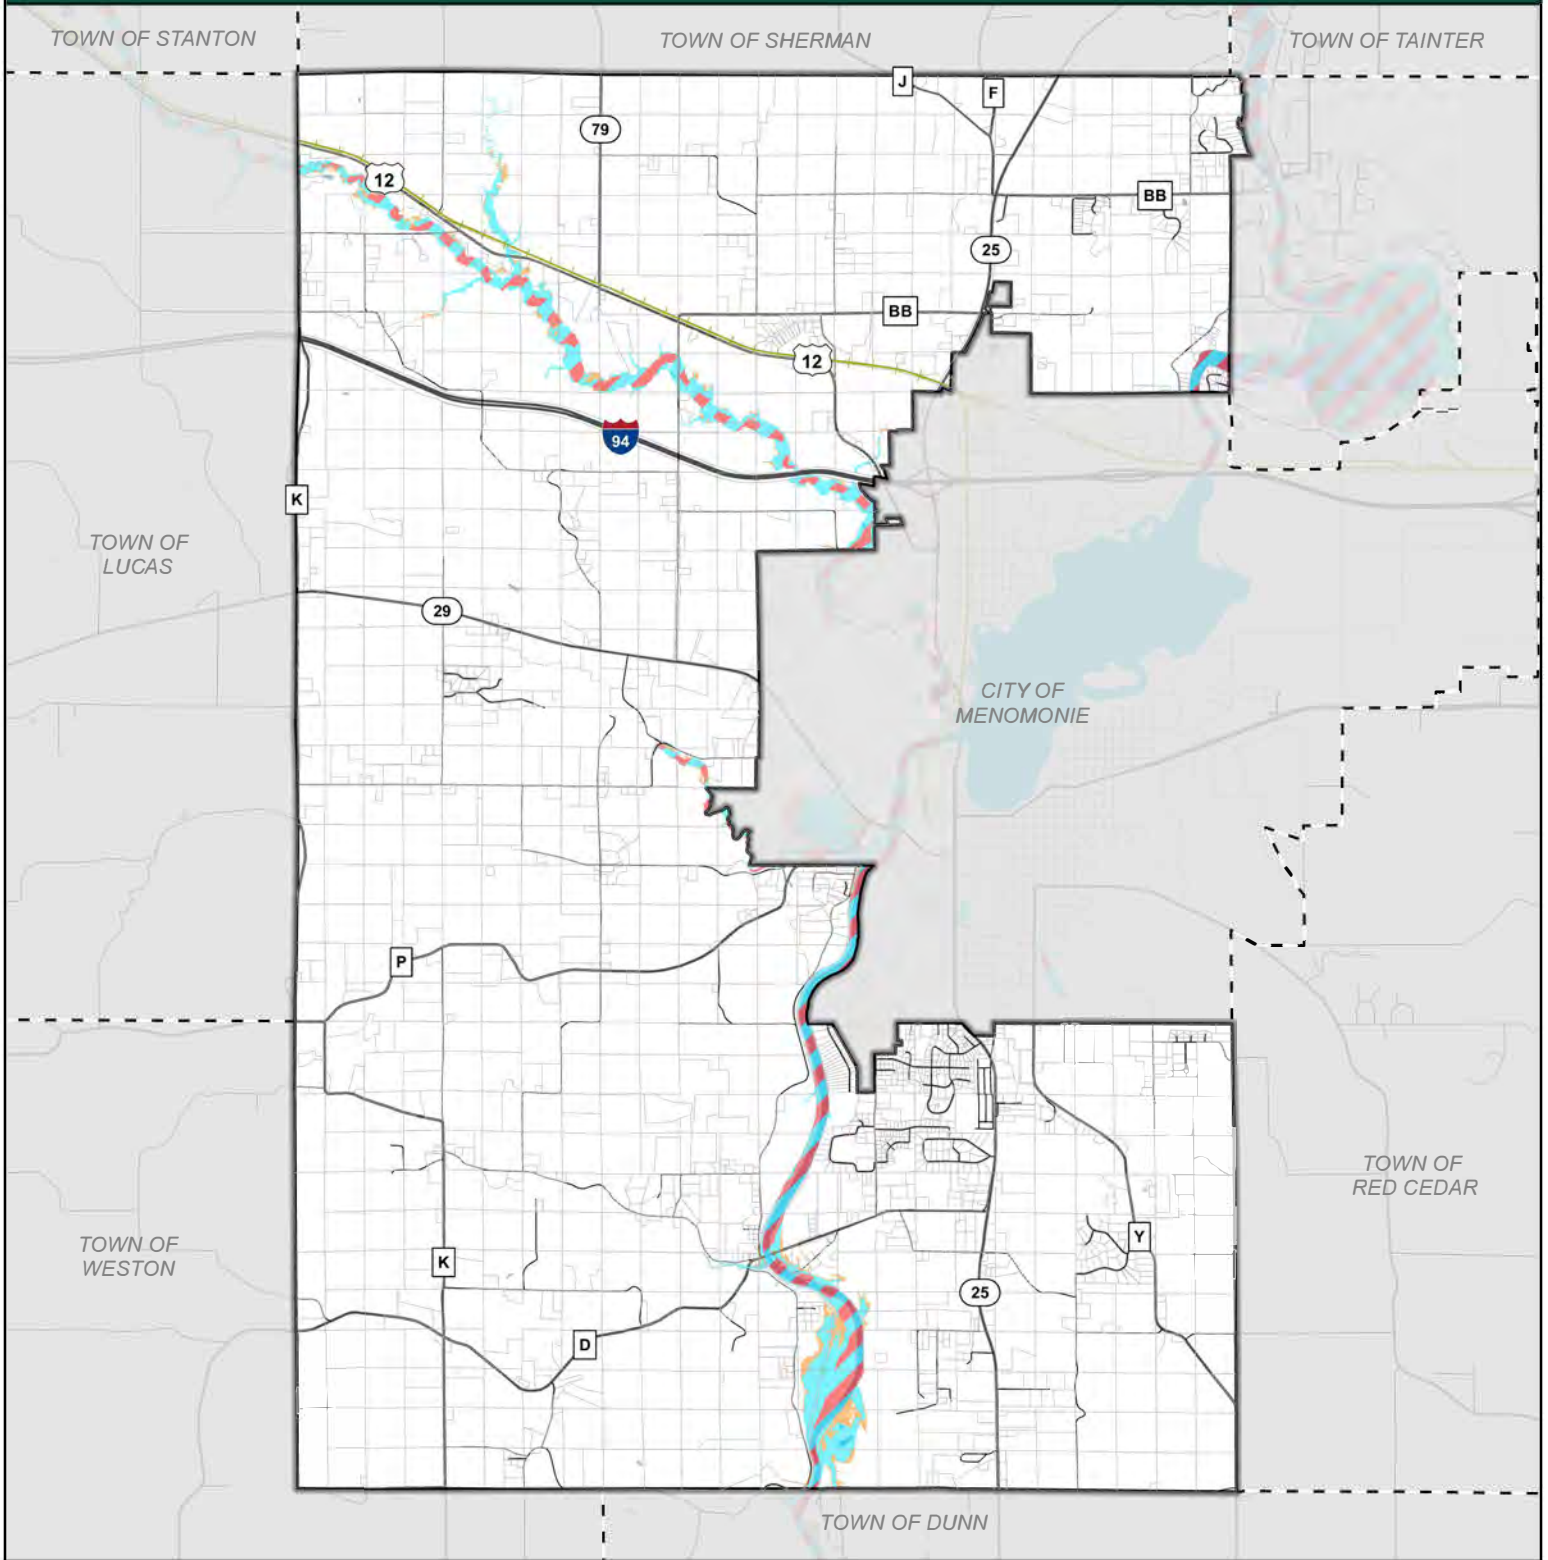 TOWN OF STANTON
TOWN OF SHERMAN
TOWN OF TAINTER
J
F
79
12
BB
25
BB
12
94
K
TOWN OF
LUCAS
29
CITY OF
MENOMONIE
P
TOWN OF
RED CEDAR
Y
TOWN OF
WESTON
K
25
D
TOWN OF DUNN